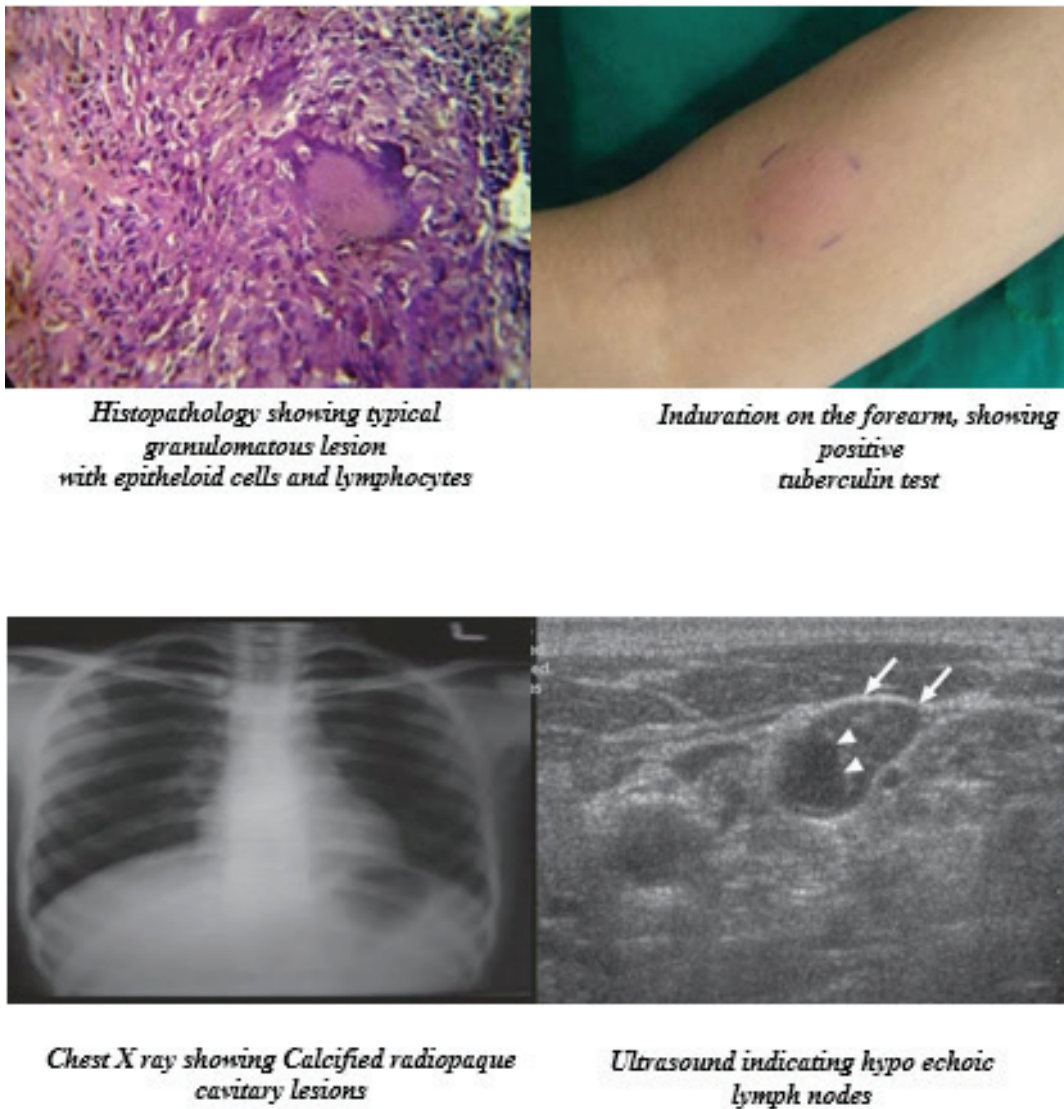 Histopathology showing typical
granulomatous lesion
with epitheloid cells and lymphocytes
Induration on the forearm, showing
positive
tuberculin test
L
Chest X ray showing Calcified radiopaque
cavitary lesions
Ultrasound indicating hypo echoic
lymph nodes